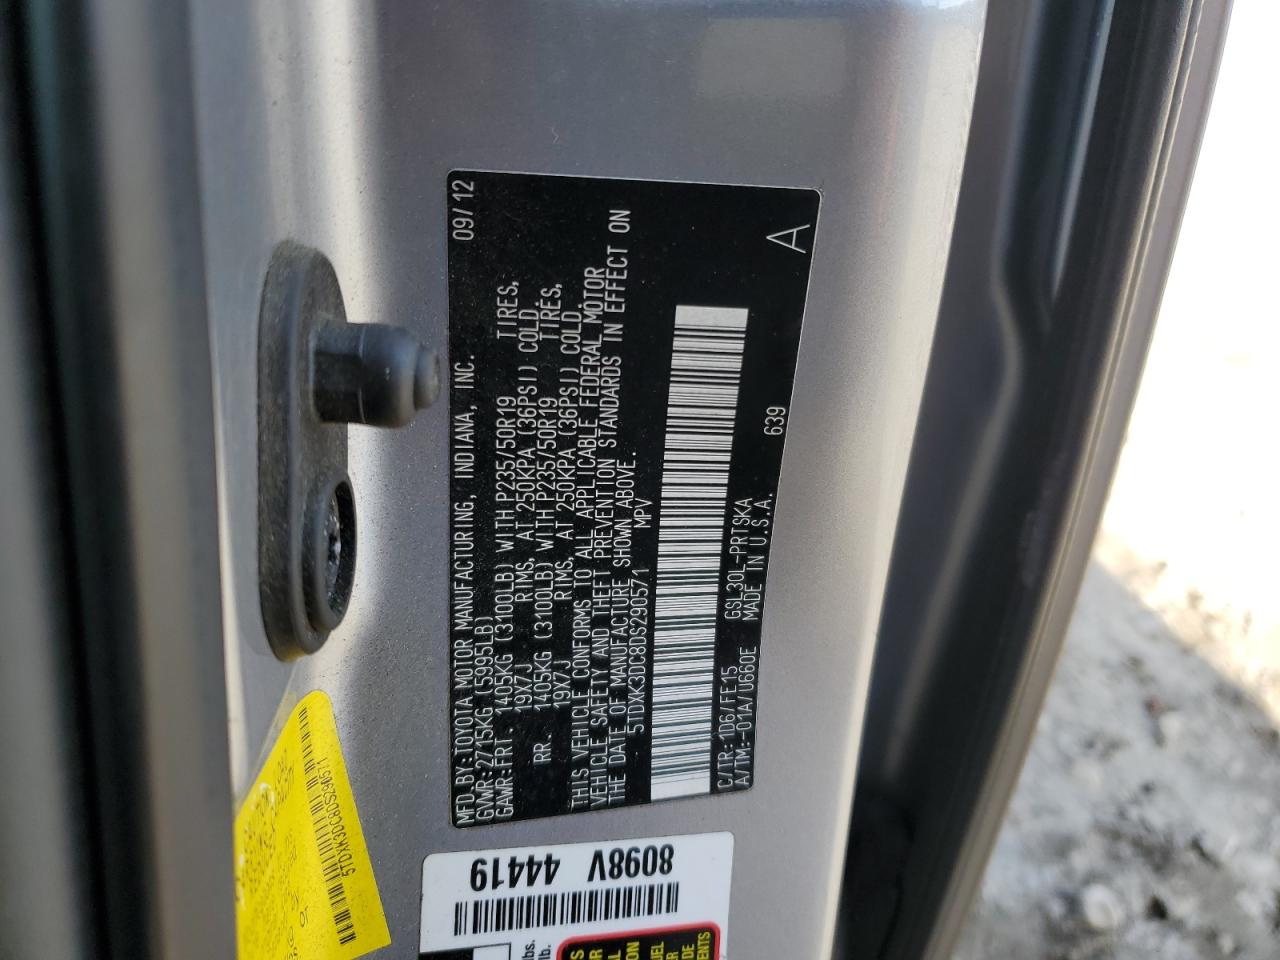 MFD.BY:TOYOTA MOTOR MANUFACTURING, INDIANA, INC. 09/12
GVWR:2715KG (5995LB)
GAWR:FRT. 1405KG (3100LB) WITH P235/50R19 TIRES,
19X7J RIMS, AT 250KPA (36PSI) COLD.
RR. 1405KG (3100LB) WITH P235/50R19 TIRES,
19X7J RIMS, AT 250KPA (36PSI) COLD.
THIS VEHICLE CONFORMS TO ALL APPLICABLE FEDERAL MOTOR
VEHICLE SAFETY AND THEFT PREVENTION STANDARDS IN EFFECT ON
THE DATE OF MANUFACTURE SHOWN ABOVE.
5TDXK3DC8DS290571 MPV
C/TR:1D6/FE15 GSL30L-PRTSKA 639
A/TM:-01A/U660E MADE IN U.S.A. A
5TDXK3DC8DS290571
8098V
44419
lbs.
lb.